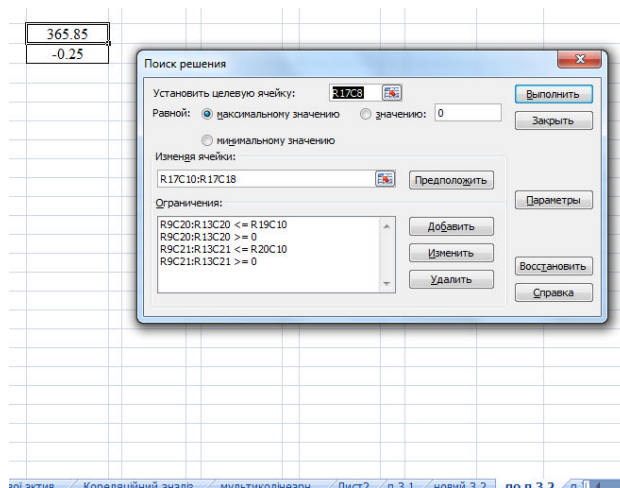 365.85
-0.25
Поиск решения
Установить целевую ячейку: R17C8
Выполнить
Равной: максимальному значению значению: 0
Закрыть
минимальному значению
Изменяя ячейки:
R17C10:R17C18
Предположить
Параметры
Ограничения:
R9C20:R13C20 <= R19C10
R9C20:R13C20 >= 0
R9C21:R13C21 <= R20C10
R9C21:R13C21 >= 0
Добавить
Изменить
Удалить
Восстановить
Справка
актив Кореляційний аналіз мультиколінеарн Лист2 п 3.1 новий 3.2 по п 3.2